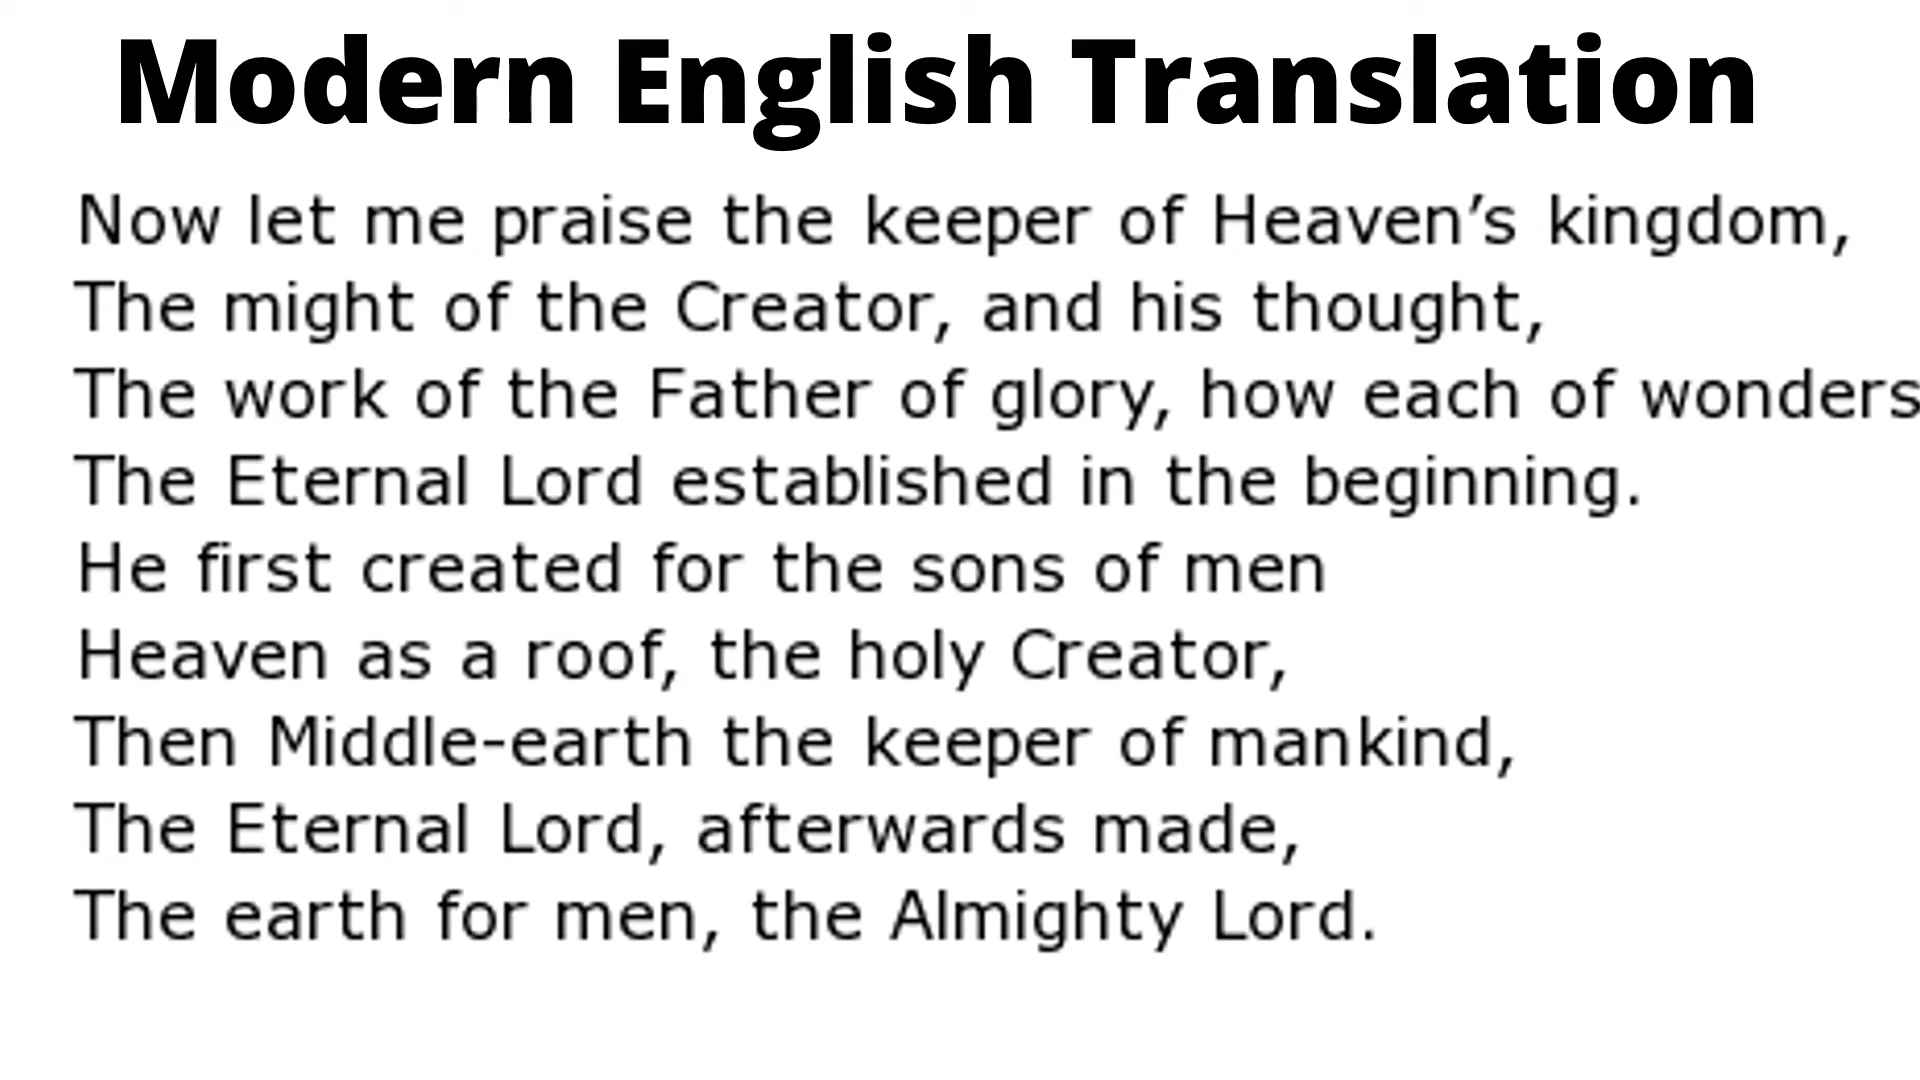 Modern English Translation
Now let me praise the keeper of Heaven’s kingdom,
The might of the Creator, and his thought,
The work of the Father of glory, how each of wonders
The Eternal Lord established in the beginning.
He first created for the sons of men
Heaven as a roof, the holy Creator,
Then Middle-earth the keeper of mankind,
The Eternal Lord, afterwards made,
The earth for men, the Almighty Lord.